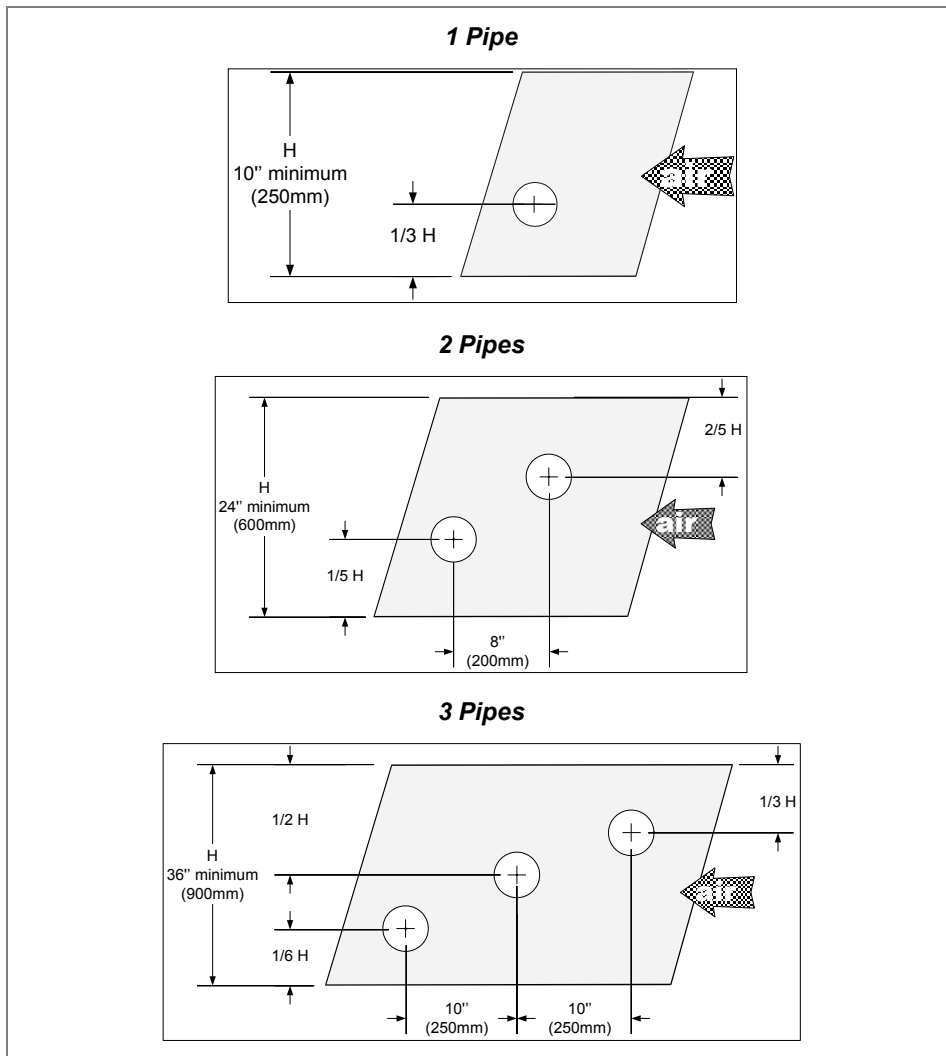 1 Pipe
H
10" minimum
(250mm)
1/3 H
air
2 Pipes
2/5 H
H
24" minimum
(600mm)
air
1/5 H
8"
(200mm)
3 Pipes
1/3 H
1/2 H
H
36" minimum
(900mm)
air
1/6 H
10"
(250mm)
10"
(250mm)